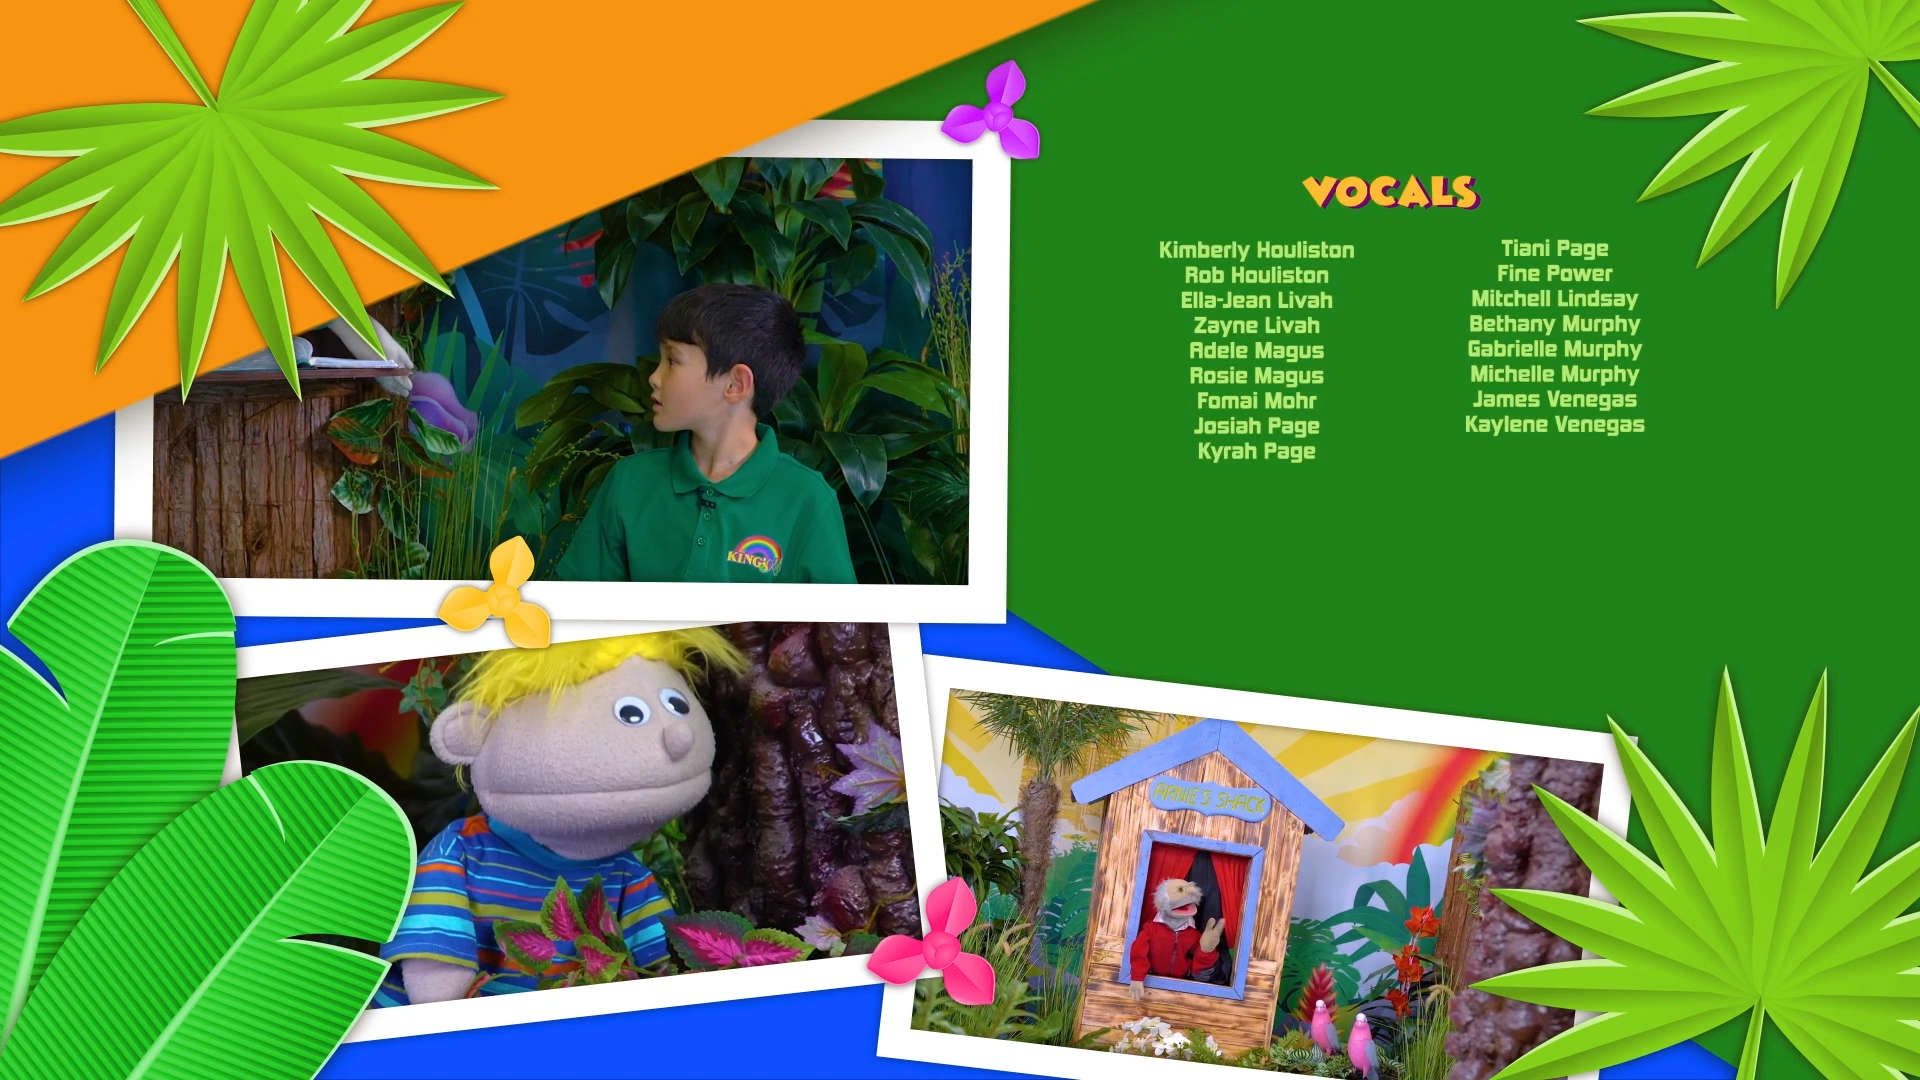 VOCALS
Kimberly Houliston
Rob Houliston
Ella-Jean Livah
Zayne Livah
Adele Magus
Rosie Magus
Fomai Mohr
Josiah Page
Kyrah Page
Tiani Page
Fine Power
Mitchell Lindsay
Bethany Murphy
Gabrielle Murphy
Michelle Murphy
James Venegas
Kaylene Venegas
KING'S
ARNIE'S SHACK